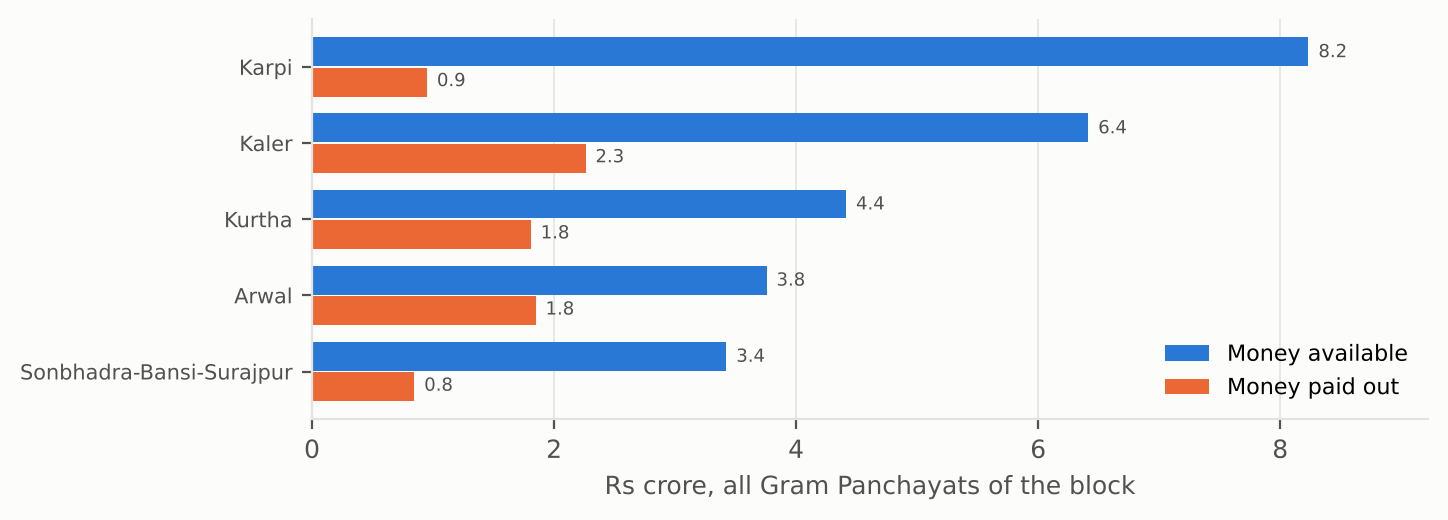 Karpi 8.2
0.9
Kaler 6.4
2.3
Kurtha 4.4
1.8
Arwal 3.8
1.8
Sonbhadra-Bansi-Surajpur 3.4
0.8
Money available
Money paid out
0 2 4 6 8
Rs crore, all Gram Panchayats of the block